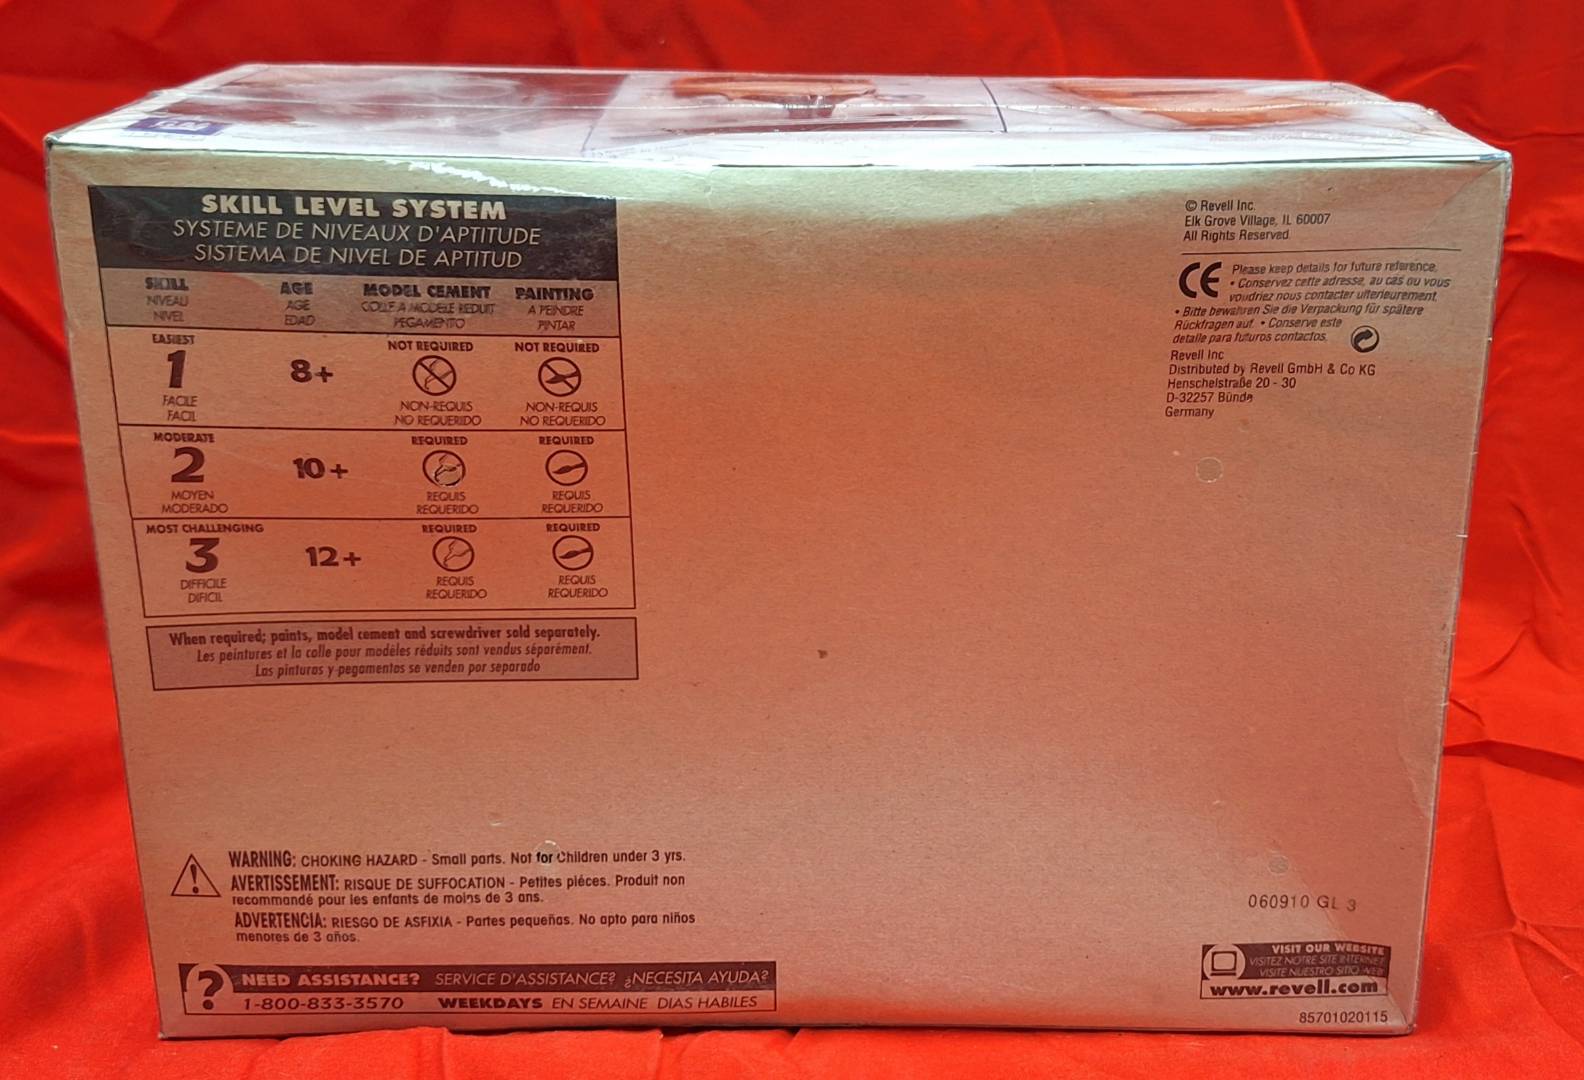 SKILL LEVEL SYSTEM
SYSTEME DE NIVEAUX D'APTITUDE
SISTEMA DE NIVEL DE APTITUD
SKILL AGE MODEL CEMENT PAINTING
NIVEAU AGE COLLE A MODELE REDUIT A PEINDRE
NIVEL EDAD PEGAMENTO PINTAR
EASIEST NOT REQUIRED NOT REQUIRED
1 8+
FACILE NON-REQUIS NON-REQUIS
FACIL NO REQUERIDO NO REQUERIDO
MODERATE REQUIRED REQUIRED
2 10+
MOYEN REQUIS REQUIS
MODERADO REQUERIDO REQUERIDO
MOST CHALLENGING REQUIRED REQUIRED
3 12+
DIFFICILE REQUIS REQUIS
DIFICIL REQUERIDO REQUERIDO
When required; paints, model cement and screwdriver sold separately.
Les peintures et la colle pour modèles réduits sont vendus séparément.
Las pinturas y pegamentos se venden por separado
WARNING: CHOKING HAZARD - Small parts. Not for Children under 3 yrs.
AVERTISSEMENT: RISQUE DE SUFFOCATION - Petites piéces. Produit non
recommandé pour les enfants de moins de 3 ans.
ADVERTENCIA: RIESGO DE ASFIXIA - Partes pequeñas. No apto para niños
menores de 3 años.
? NEED ASSISTANCE? SERVICE D'ASSISTANCE? ¿NECESITA AYUDA?
1-800-833-3570 WEEKDAYS EN SEMAINE DIAS HABILES
© Revell Inc.
Elk Grove Village, IL 60007
All Rights Reserved.
CE Please keep details for future reference.
• Conservez cette adresse, au cas ou vous
voudriez nous contacter ulterieurement.
• Bitte bewahren Sie die Verpackung für spätere
Rückfragen auf. • Conserve este
detalle para futuros contactos.
Revell Inc
Distributed by Revell GmbH & Co KG
Henschelstraße 20 - 30
D-32257 Bünde
Germany
060910 GL 3
VISIT OUR WEBSITE
VISITEZ NOTRE SITE INTERNET
VISITE NUESTRO SITIO WEB
www.revell.com
85701020115